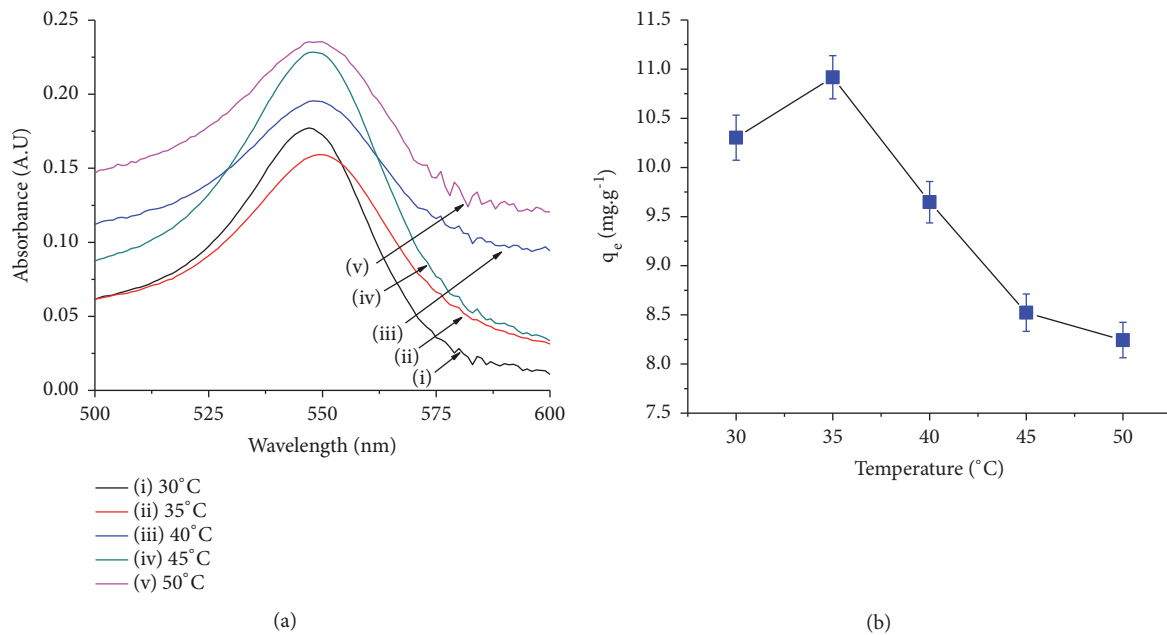 0.25
0.20
0.15
0.10
0.05
0.00
Absorbance (A.U)
500 525 550 575 600
Wavelength (nm)
(v)
(iv)
(iii)
(ii)
(i)
(i) 30°C
(ii) 35°C
(iii) 40°C
(iv) 45°C
(v) 50°C
(a)
11.5
11.0
10.5
10.0
9.5
9.0
8.5
8.0
7.5
qe (mg.g-1)
30 35 40 45 50
Temperature (°C)
(b)